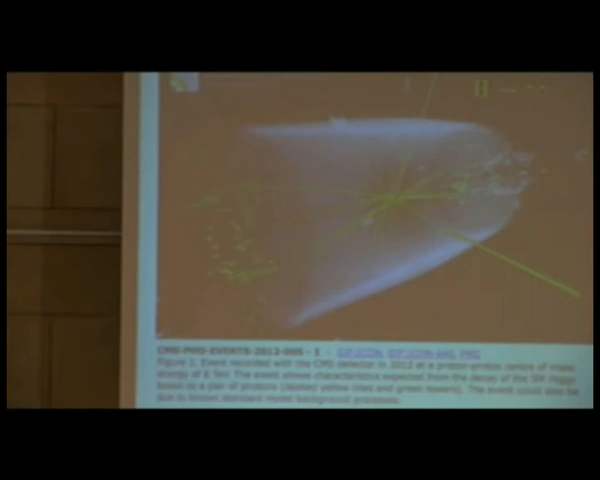 H → γγ
CMS-PHO-EVENTS-2012-006 - 1 -
Figure 2. Event recorded with the CMS detector in 2012 at a proton-proton centre of mass
energy of 8 TeV. The event shows characteristics expected from the decay of the SM Higgs
boson to a pair of photons (dashed yellow lines and green towers). The event could also be
due to known standard model background processes.